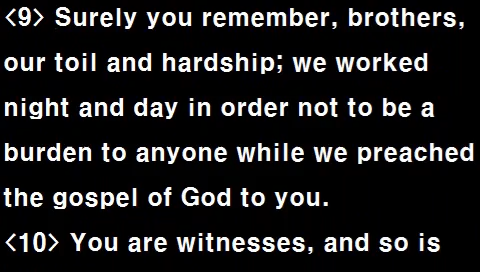 <9> Surely you remember, brothers,
our toil and hardship; we worked
night and day in order not to be a
burden to anyone while we preached
the gospel of God to you.
<10> You are witnesses, and so is